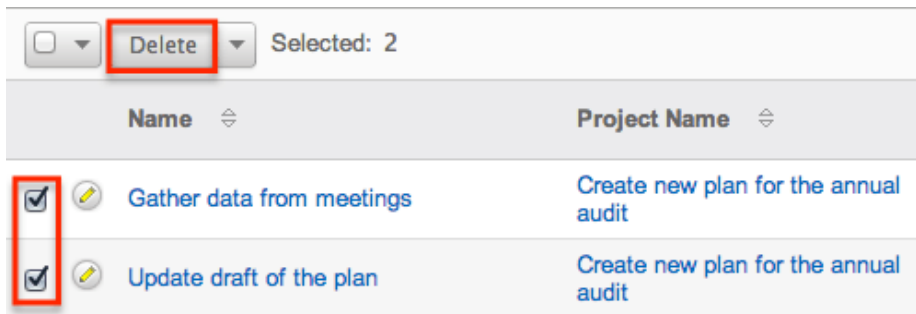 Delete Selected: 2
Name Project Name
Gather data from meetings Create new plan for the annual
audit
Update draft of the plan Create new plan for the annual
audit